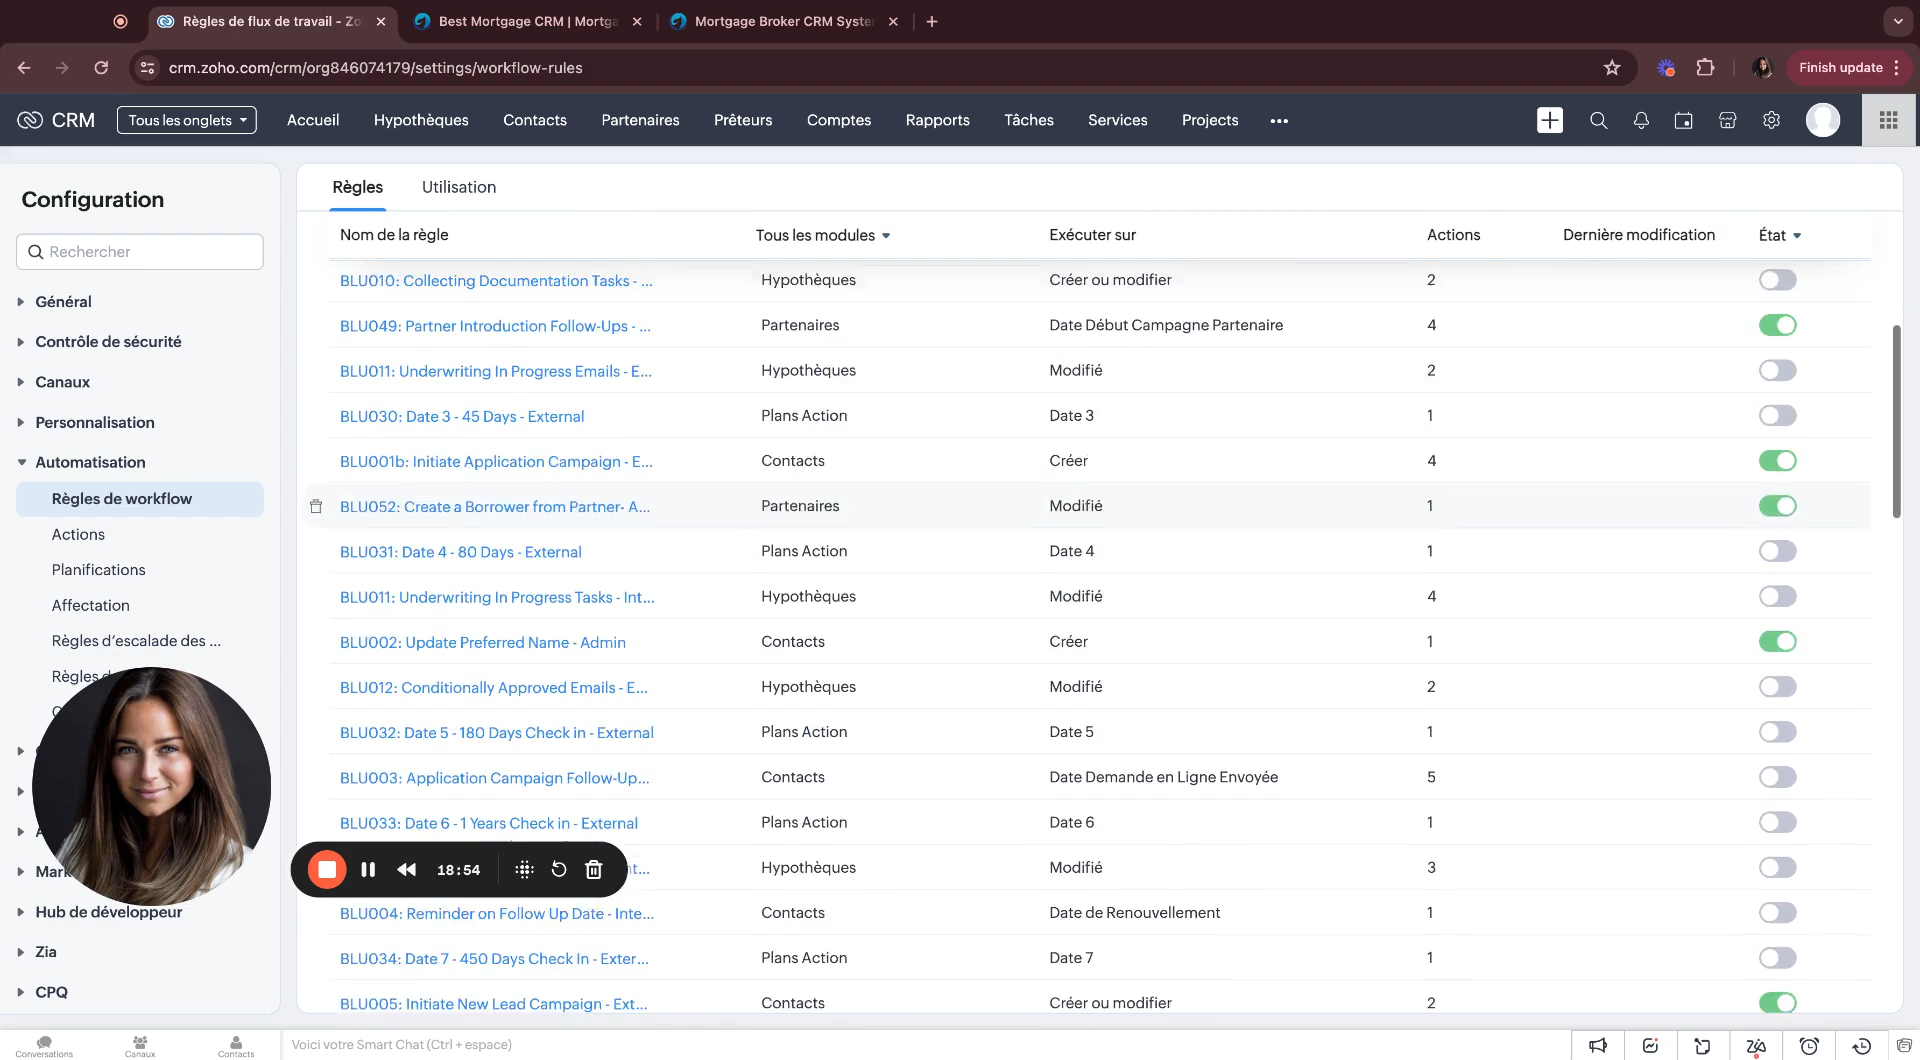 Règles de flux de travail - Zo
Best Mortgage CRM | Mortga
Mortgage Broker CRM Syste
crm.zoho.com/crm/org846074179/settings/workflow-rules
Finish update
CRM
Tous les onglets
Accueil
Hypothèques
Contacts
Partenaires
Prêteurs
Comptes
Rapports
Tâches
Services
Projects
Configuration
Rechercher
Général
Contrôle de sécurité
Canaux
Personnalisation
Automatisation
Règles de workflow
Actions
Planifications
Affectation
Règles d'escalade des ...
Règles d
Mark
Hub de développeur
Zia
CPQ
Règles
Utilisation
Nom de la règle
Tous les modules
Exécuter sur
Actions
Dernière modification
État
BLU010: Collecting Documentation Tasks - ...
Hypothèques
Créer ou modifier
2
BLU049: Partner Introduction Follow-Ups - ...
Partenaires
Date Début Campagne Partenaire
4
BLU011: Underwriting In Progress Emails - E...
Hypothèques
Modifié
2
BLU030: Date 3 - 45 Days - External
Plans Action
Date 3
1
BLU001b: Initiate Application Campaign - E...
Contacts
Créer
4
BLU052: Create a Borrower from Partner- A...
Partenaires
Modifié
1
BLU031: Date 4 - 80 Days - External
Plans Action
Date 4
1
BLU011: Underwriting In Progress Tasks - Int...
Hypothèques
Modifié
4
BLU002: Update Preferred Name - Admin
Contacts
Créer
1
BLU012: Conditionally Approved Emails - E...
Hypothèques
Modifié
2
BLU032: Date 5 - 180 Days Check in - External
Plans Action
Date 5
1
BLU003: Application Campaign Follow-Up...
Contacts
Date Demande en Ligne Envoyée
5
BLU033: Date 6 - 1 Years Check in - External
Plans Action
Date 6
1
18:54
t...
Hypothèques
Modifié
3
BLU004: Reminder on Follow Up Date - Inte...
Contacts
Date de Renouvellement
1
BLU034: Date 7 - 450 Days Check In - Exter...
Plans Action
Date 7
1
BLU005: Initiate New Lead Campaign - Ext...
Contacts
Créer ou modifier
2
Conversations
Canaux
Contacts
Voici votre Smart Chat (Ctrl + espace)